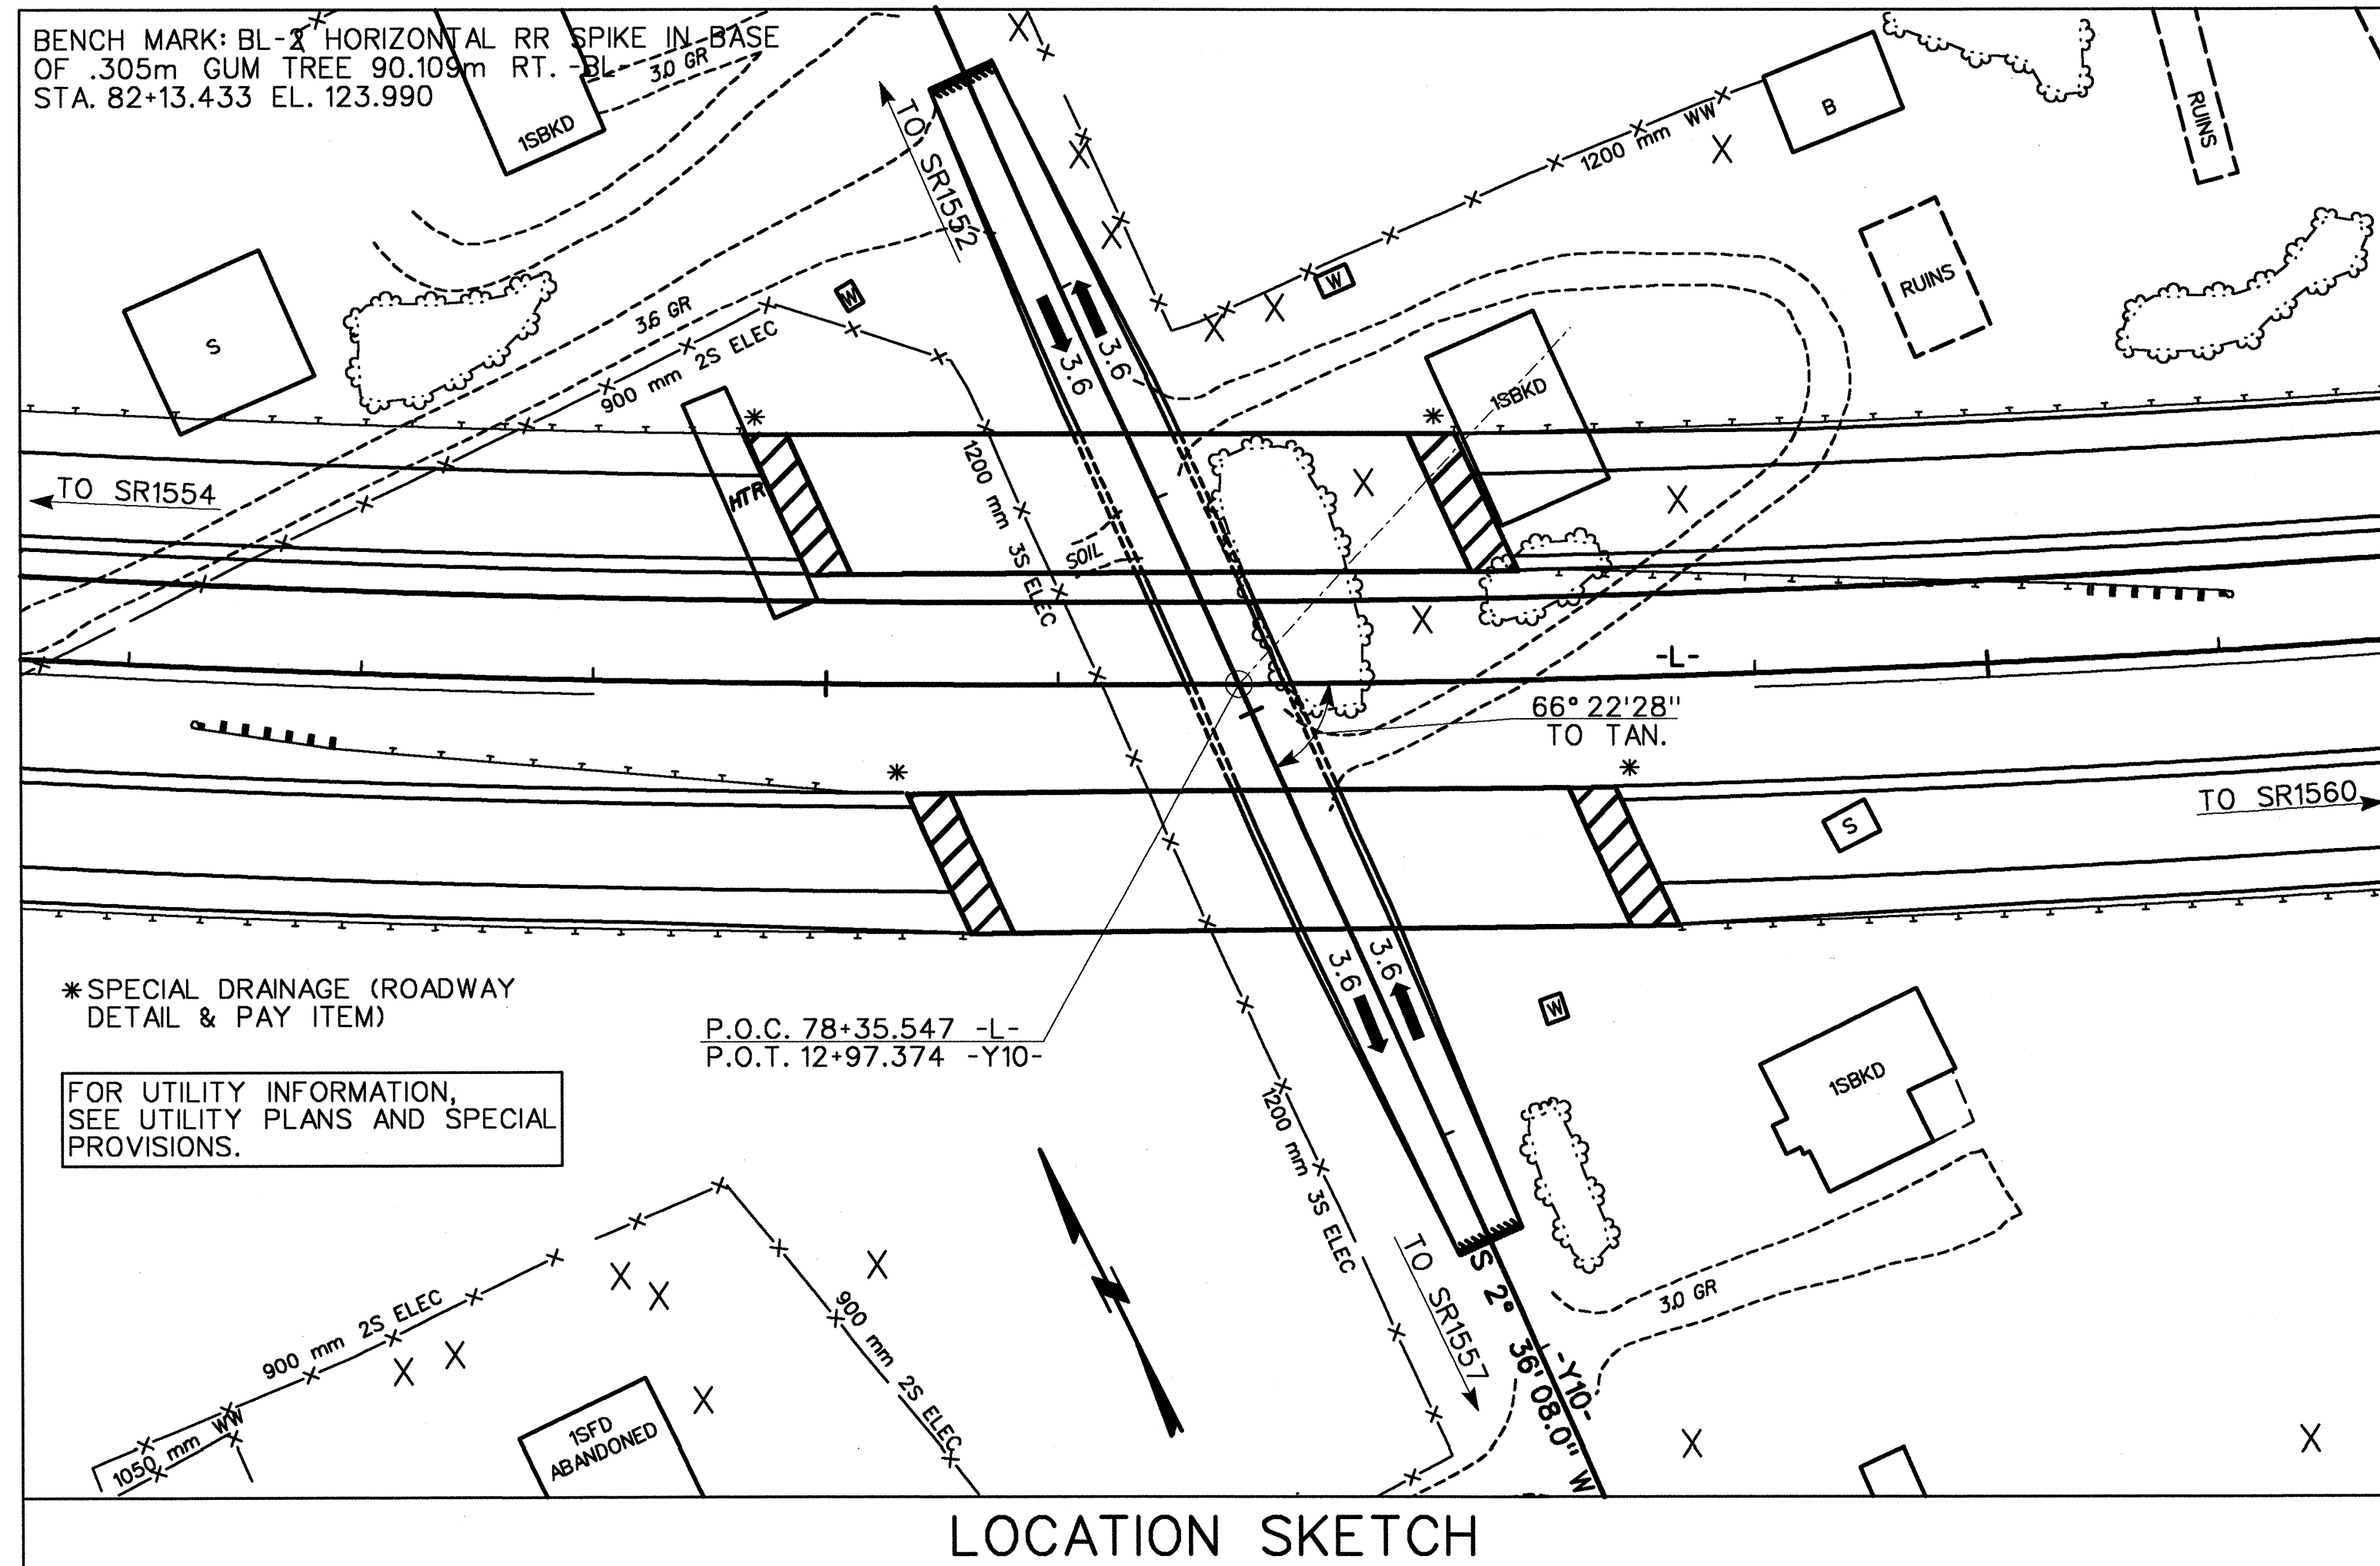 BENCH MARK: BL-2 HORIZONTAL RR SPIKE IN BASE
OF .305m GUM TREE 90.109m RT. -BL-
STA. 82+13.433 EL. 123.990
3.0 GR
1SBKD
TO SR1552
1200 mm WW
B
RUINS
RUINS
S
3.6 GR
900 mm 2S ELEC
W
W
3.6
3.6
1SBKD
*
*
TO SR1554
HTR
1200 mm 3S ELEC
SOIL
-L-
66° 22'28"
TO TAN.
*
*
TO SR1560
S
3.6
3.6
W
* SPECIAL DRAINAGE (ROADWAY
DETAIL & PAY ITEM)
P.O.C. 78+35.547 -L-
P.O.T. 12+97.374 -Y10-
FOR UTILITY INFORMATION,
SEE UTILITY PLANS AND SPECIAL
PROVISIONS.
1SBKD
1200 mm 3S ELEC
TO SR1557
S 2° 36' 08.0" W
-Y10-
3.0 GR
900 mm 2S ELEC
900 mm 2S ELEC
1050 mm WW
1SFD
ABANDONED
LOCATION SKETCH